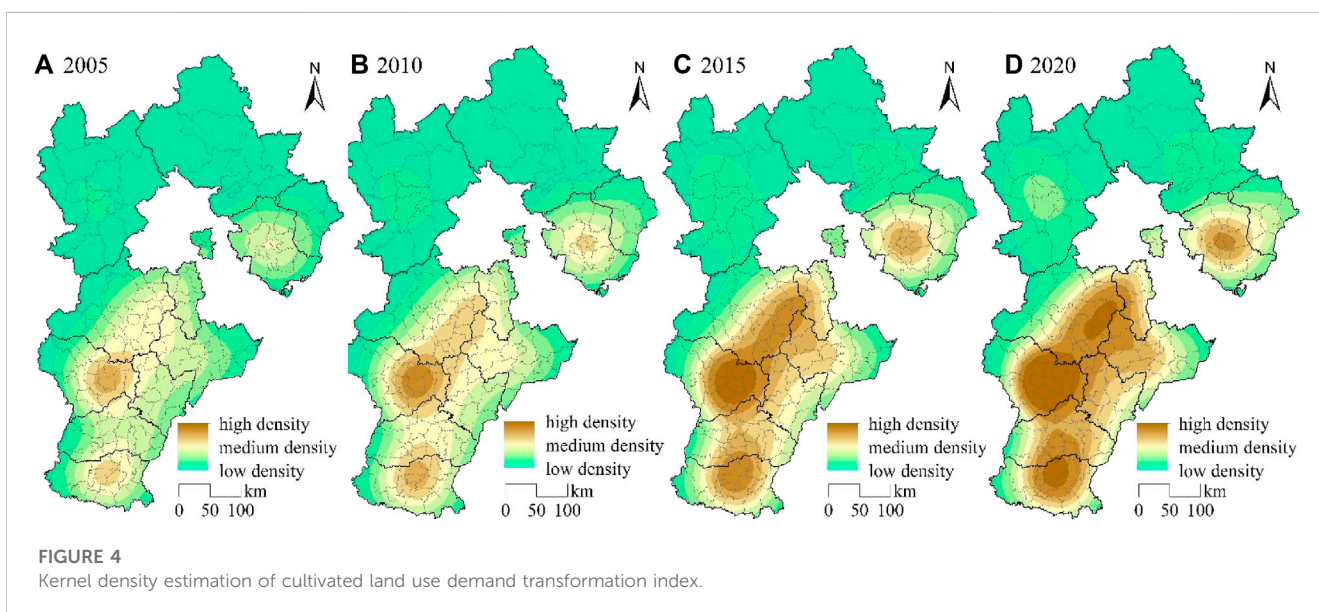 A 2005
N
B 2010
N
C 2015
N
D 2020
N
high density
medium density
low density
km
0 50 100
high density
medium density
low density
km
0 50 100
high density
medium density
low density
km
0 50 100
high density
medium density
low density
km
0 50 100
FIGURE 4
Kernel density estimation of cultivated land use demand transformation index.